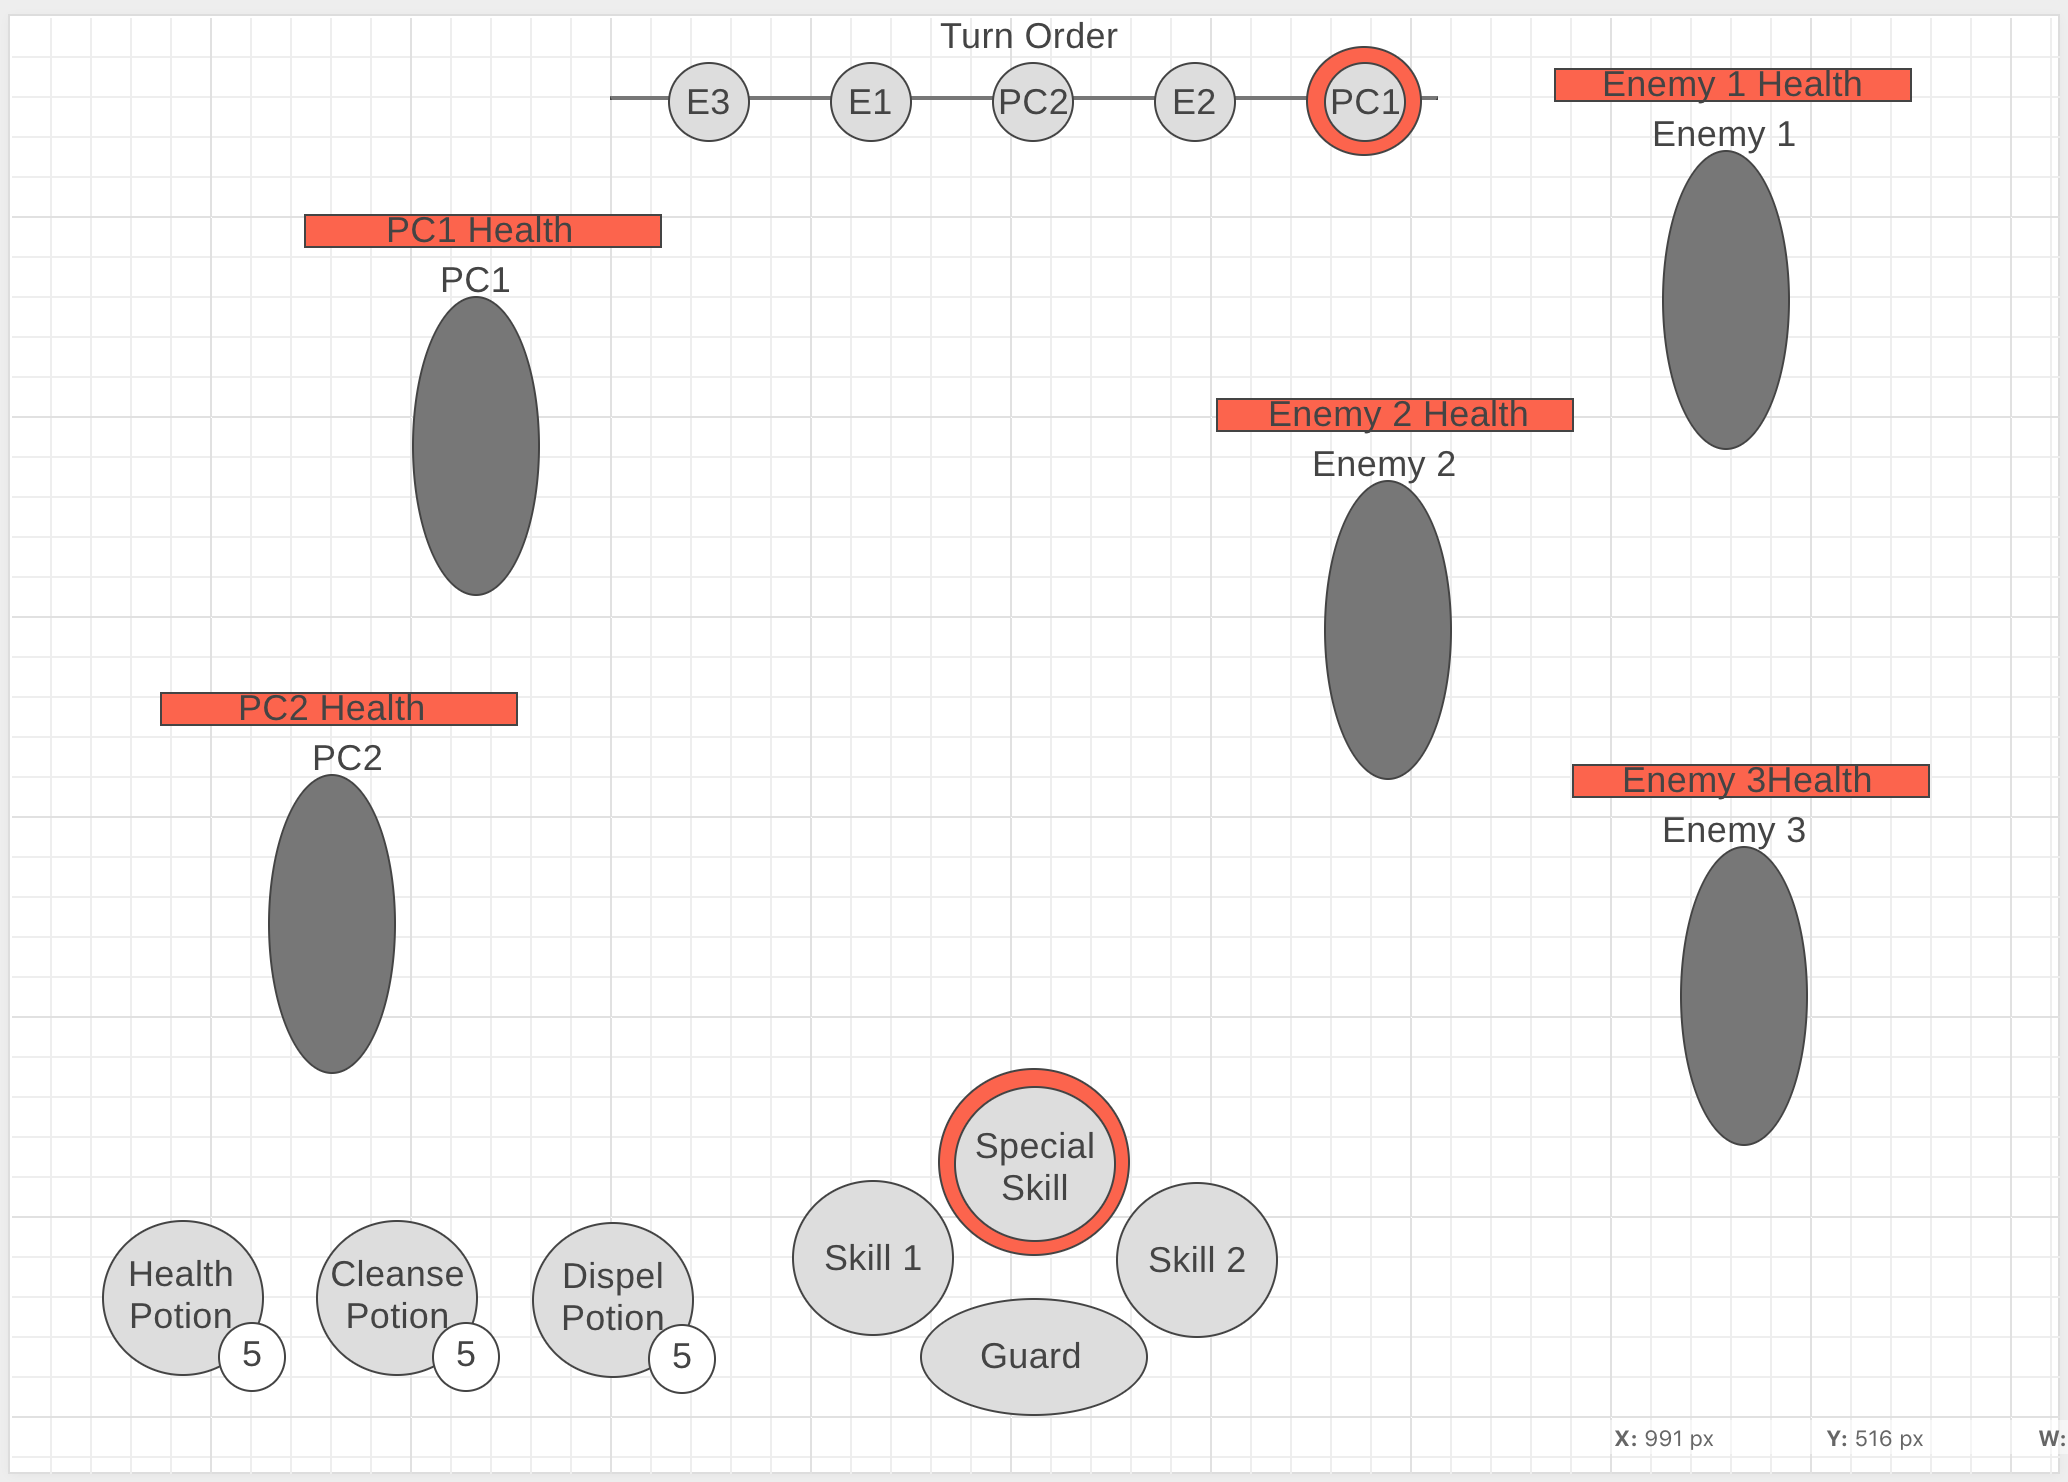 Turn Order
E3
E1
PC2
E2
PC1
Enemy 1 Health
Enemy 1
PC1 Health
PC1
Enemy 2 Health
Enemy 2
PC2 Health
PC2
Enemy 3Health
Enemy 3
Special
Skill
Skill 1
Skill 2
Guard
Health
Potion
5
Cleanse
Potion
5
Dispel
Potion
5
X: 991 px
Y: 516 px
W: